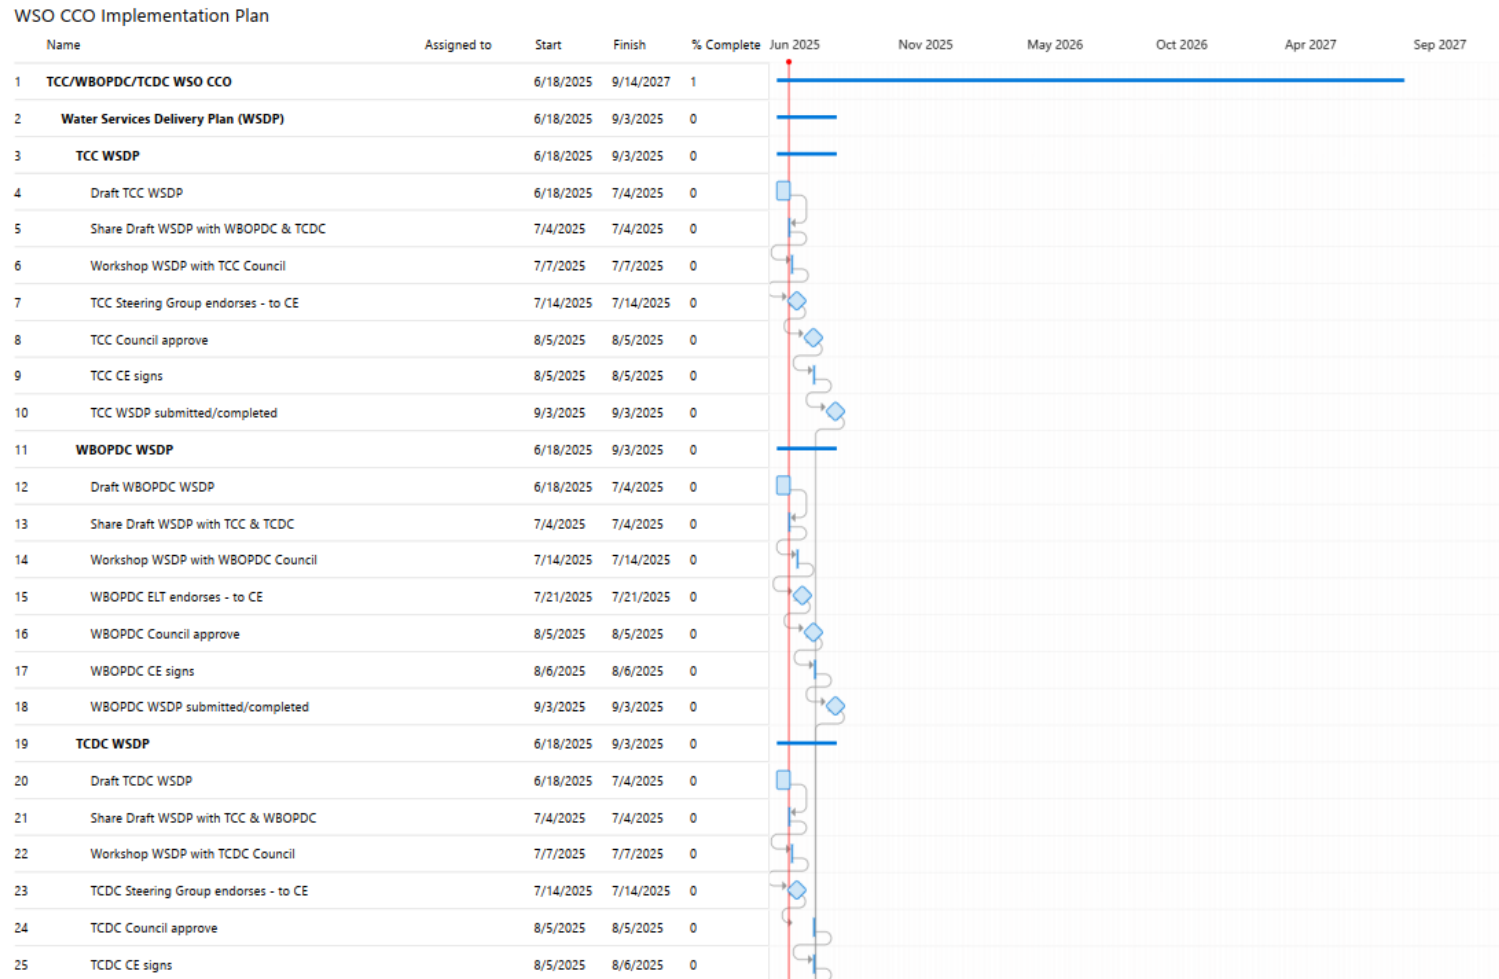 WSO CCO Implementation Plan
Name Assigned to Start Finish % Complete Jun 2025 Nov 2025 May 2026 Oct 2026 Apr 2027 Sep 2027
1 TCC/WBOPDC/TCDC WSO CCO 6/18/2025 9/14/2027 1
2 Water Services Delivery Plan (WSDP) 6/18/2025 9/3/2025 0
3 TCC WSDP 6/18/2025 9/3/2025 0
4 Draft TCC WSDP 6/18/2025 7/4/2025 0
5 Share Draft WSDP with WBOPDC & TCDC 7/4/2025 7/4/2025 0
6 Workshop WSDP with TCC Council 7/7/2025 7/7/2025 0
7 TCC Steering Group endorses - to CE 7/14/2025 7/14/2025 0
8 TCC Council approve 8/5/2025 8/5/2025 0
9 TCC CE signs 8/5/2025 8/5/2025 0
10 TCC WSDP submitted/completed 9/3/2025 9/3/2025 0
11 WBOPDC WSDP 6/18/2025 9/3/2025 0
12 Draft WBOPDC WSDP 6/18/2025 7/4/2025 0
13 Share Draft WSDP with TCC & TCDC 7/4/2025 7/4/2025 0
14 Workshop WSDP with WBOPDC Council 7/14/2025 7/14/2025 0
15 WBOPDC ELT endorses - to CE 7/21/2025 7/21/2025 0
16 WBOPDC Council approve 8/5/2025 8/5/2025 0
17 WBOPDC CE signs 8/6/2025 8/6/2025 0
18 WBOPDC WSDP submitted/completed 9/3/2025 9/3/2025 0
19 TCDC WSDP 6/18/2025 9/3/2025 0
20 Draft TCDC WSDP 6/18/2025 7/4/2025 0
21 Share Draft WSDP with TCC & WBOPDC 7/4/2025 7/4/2025 0
22 Workshop WSDP with TCDC Council 7/7/2025 7/7/2025 0
23 TCDC Steering Group endorses - to CE 7/14/2025 7/14/2025 0
24 TCDC Council approve 8/5/2025 8/5/2025 0
25 TCDC CE signs 8/5/2025 8/6/2025 0